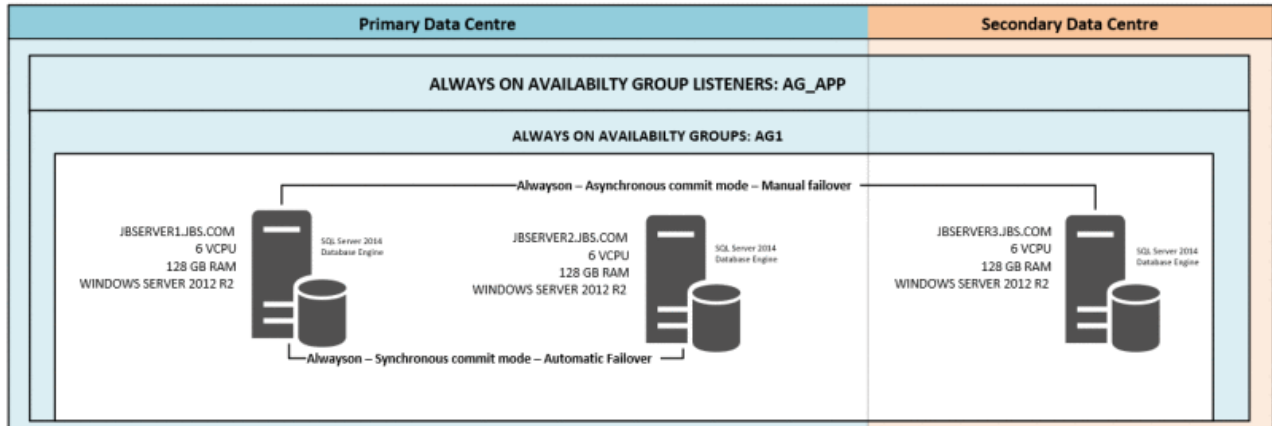 Primary Data Centre
Secondary Data Centre
ALWAYS ON AVAILABILTY GROUP LISTENERS: AG_APP
ALWAYS ON AVAILABILTY GROUPS: AG1
Alwayson – Asynchronous commit mode – Manual failover
JBSERVER1.JBS.COM
6 VCPU
128 GB RAM
WINDOWS SERVER 2012 R2
SQL Server 2014
Database Engine
JBSERVER2.JBS.COM
6 VCPU
128 GB RAM
WINDOWS SERVER 2012 R2
SQL Server 2014
Database Engine
JBSERVER3.JBS.COM
6 VCPU
128 GB RAM
WINDOWS SERVER 2012 R2
SQL Server 2014
Database Engine
Alwayson – Synchronous commit mode – Automatic Failover